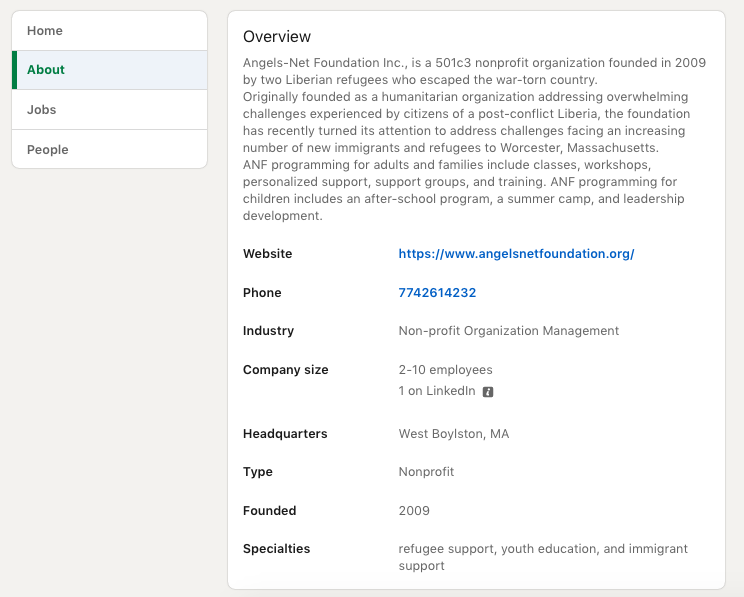 Home
About
Jobs
People
Overview
Angels-Net Foundation Inc., is a 501c3 nonprofit organization founded in 2009
by two Liberian refugees who escaped the war-torn country.
Originally founded as a humanitarian organization addressing overwhelming
challenges experienced by citizens of a post-conflict Liberia, the foundation
has recently turned its attention to address challenges facing an increasing
number of new immigrants and refugees to Worcester, Massachusetts.
ANF programming for adults and families include classes, workshops,
personalized support, support groups, and training. ANF programming for
children includes an after-school program, a summer camp, and leadership
development.
Website https://www.angelsnetfoundation.org/
Phone 7742614232
Industry Non-profit Organization Management
Company size 2-10 employees
1 on LinkedIn
Headquarters West Boylston, MA
Type Nonprofit
Founded 2009
Specialties refugee support, youth education, and immigrant
support